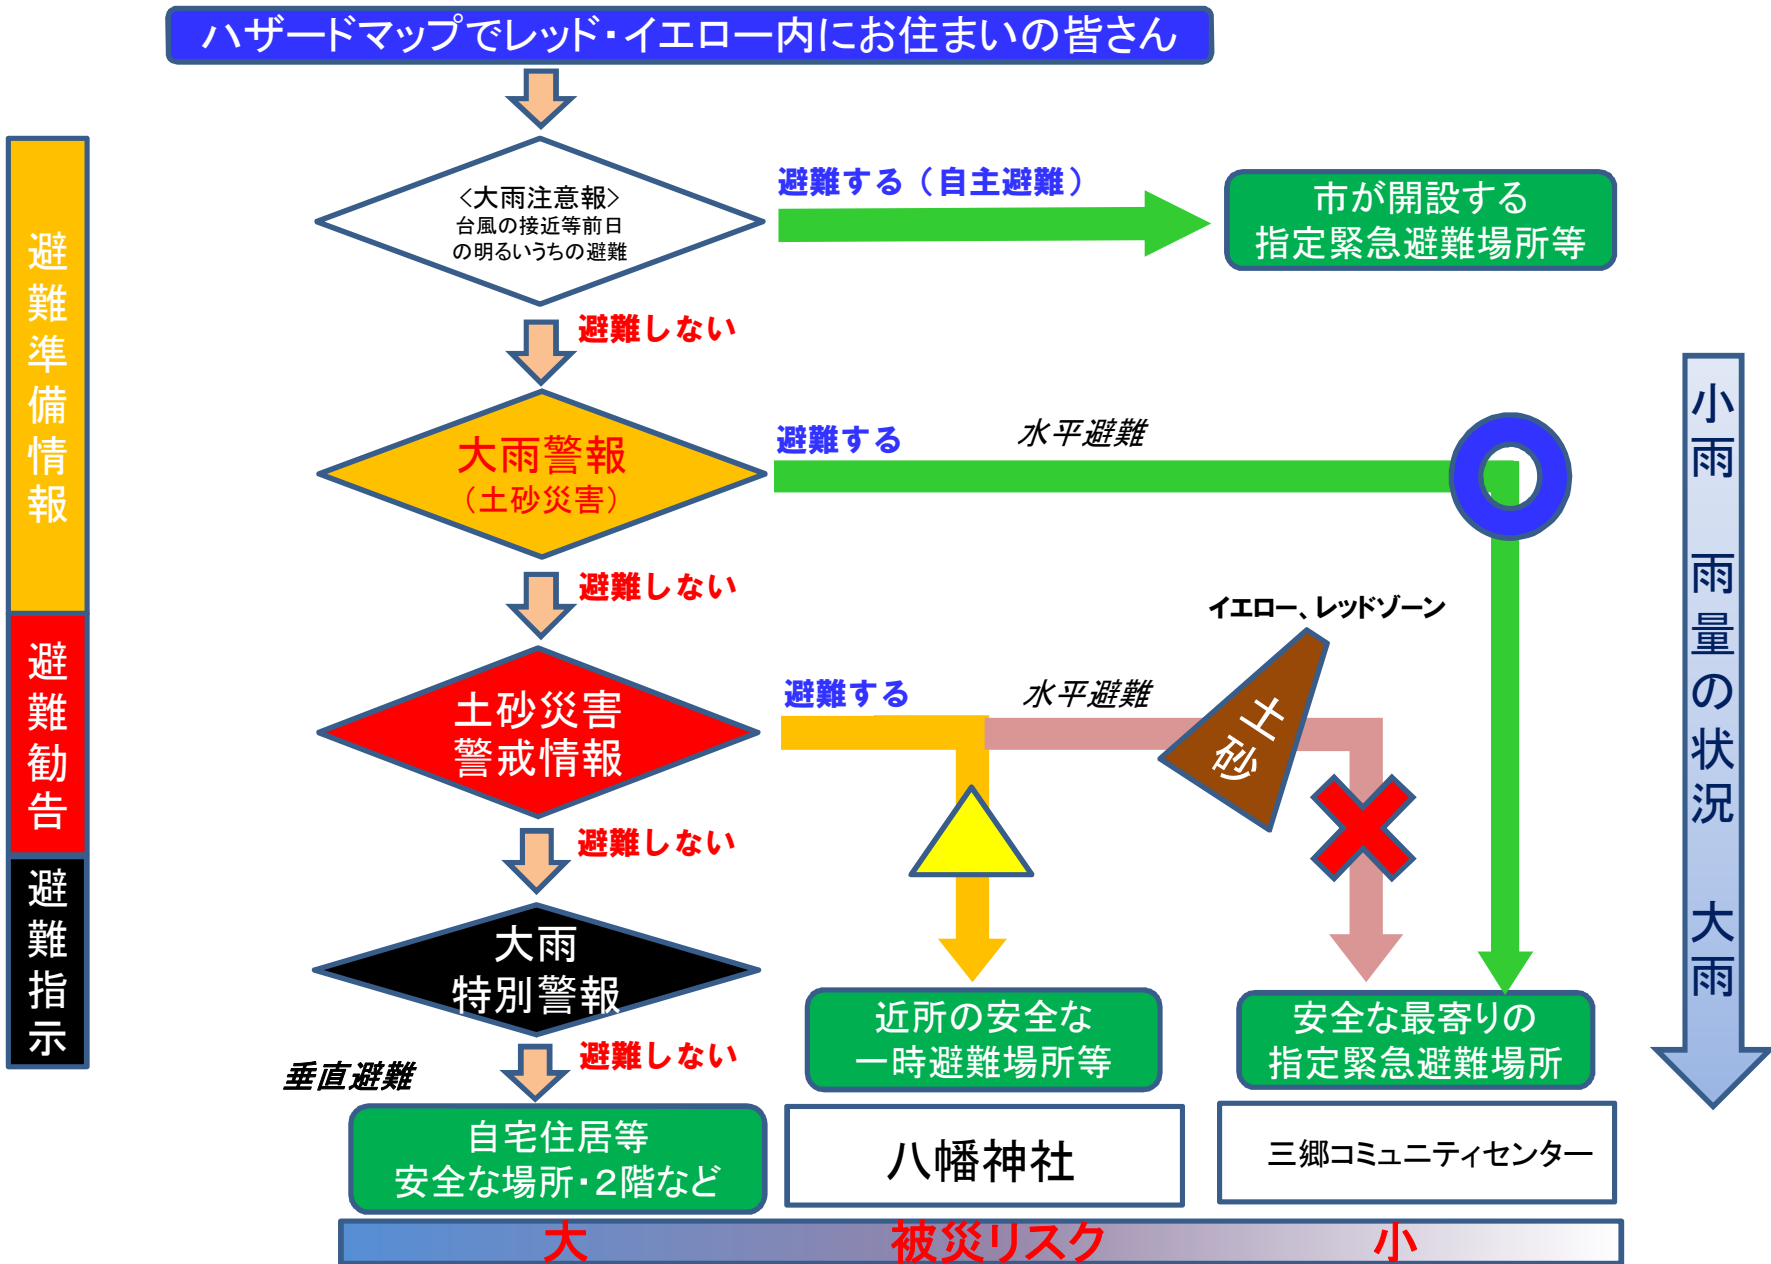 ハザードマップでレッド・イエロー内にお住まいの皆さん
避難準備情報
避難勧告
避難指示
<大雨注意報>
台風の接近等前日
の明るいうちの避難
避難する（自主避難）
市が開設する
指定緊急避難場所等
避難しない
大雨警報
（土砂災害）
避難する
水平避難
避難しない
イエロー、レッドゾーン
土砂災害
警戒情報
避難する
水平避難
土砂
避難しない
大雨
特別警報
避難しない
垂直避難
自宅住居等
安全な場所・2階など
近所の安全な
一時避難場所等
八幡神社
安全な最寄りの
指定緊急避難場所
三郷コミュニティセンター
小雨　雨量の状況　大雨
大　被災リスク　小